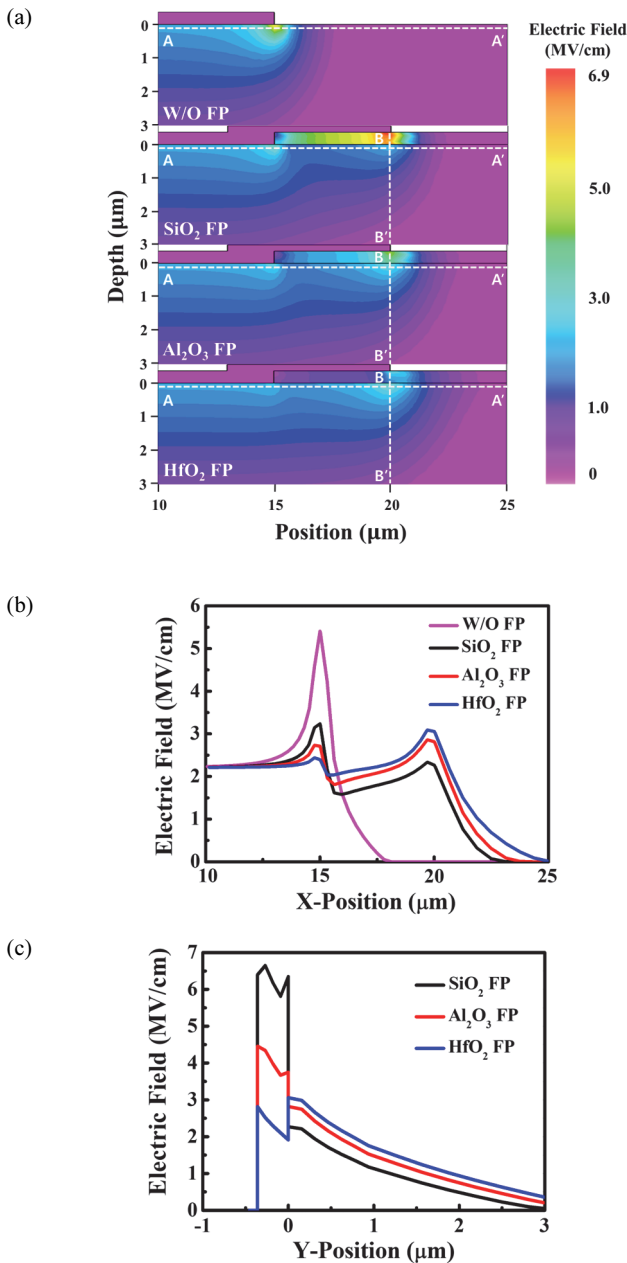 (a)
Electric Field
(MV/cm)
6.9
5.0
3.0
1.0
0
Depth (μm)
0
1
2
3
A
A′
W/O FP
B
0
1
2
3
A
A′
SiO₂ FP
B′
B
0
1
2
3
A
A′
Al₂O₃ FP
B′
B
0
1
2
3
A
A′
HfO₂ FP
B′
10 15 20 25
Position (μm)
(b)
Electric Field (MV/cm)
6
5
4
3
2
1
0
W/O FP
SiO₂ FP
Al₂O₃ FP
HfO₂ FP
10 15 20 25
X-Position (μm)
(c)
Electric Field (MV/cm)
7
6
5
4
3
2
1
0
SiO₂ FP
Al₂O₃ FP
HfO₂ FP
-1 0 1 2 3
Y-Position (μm)